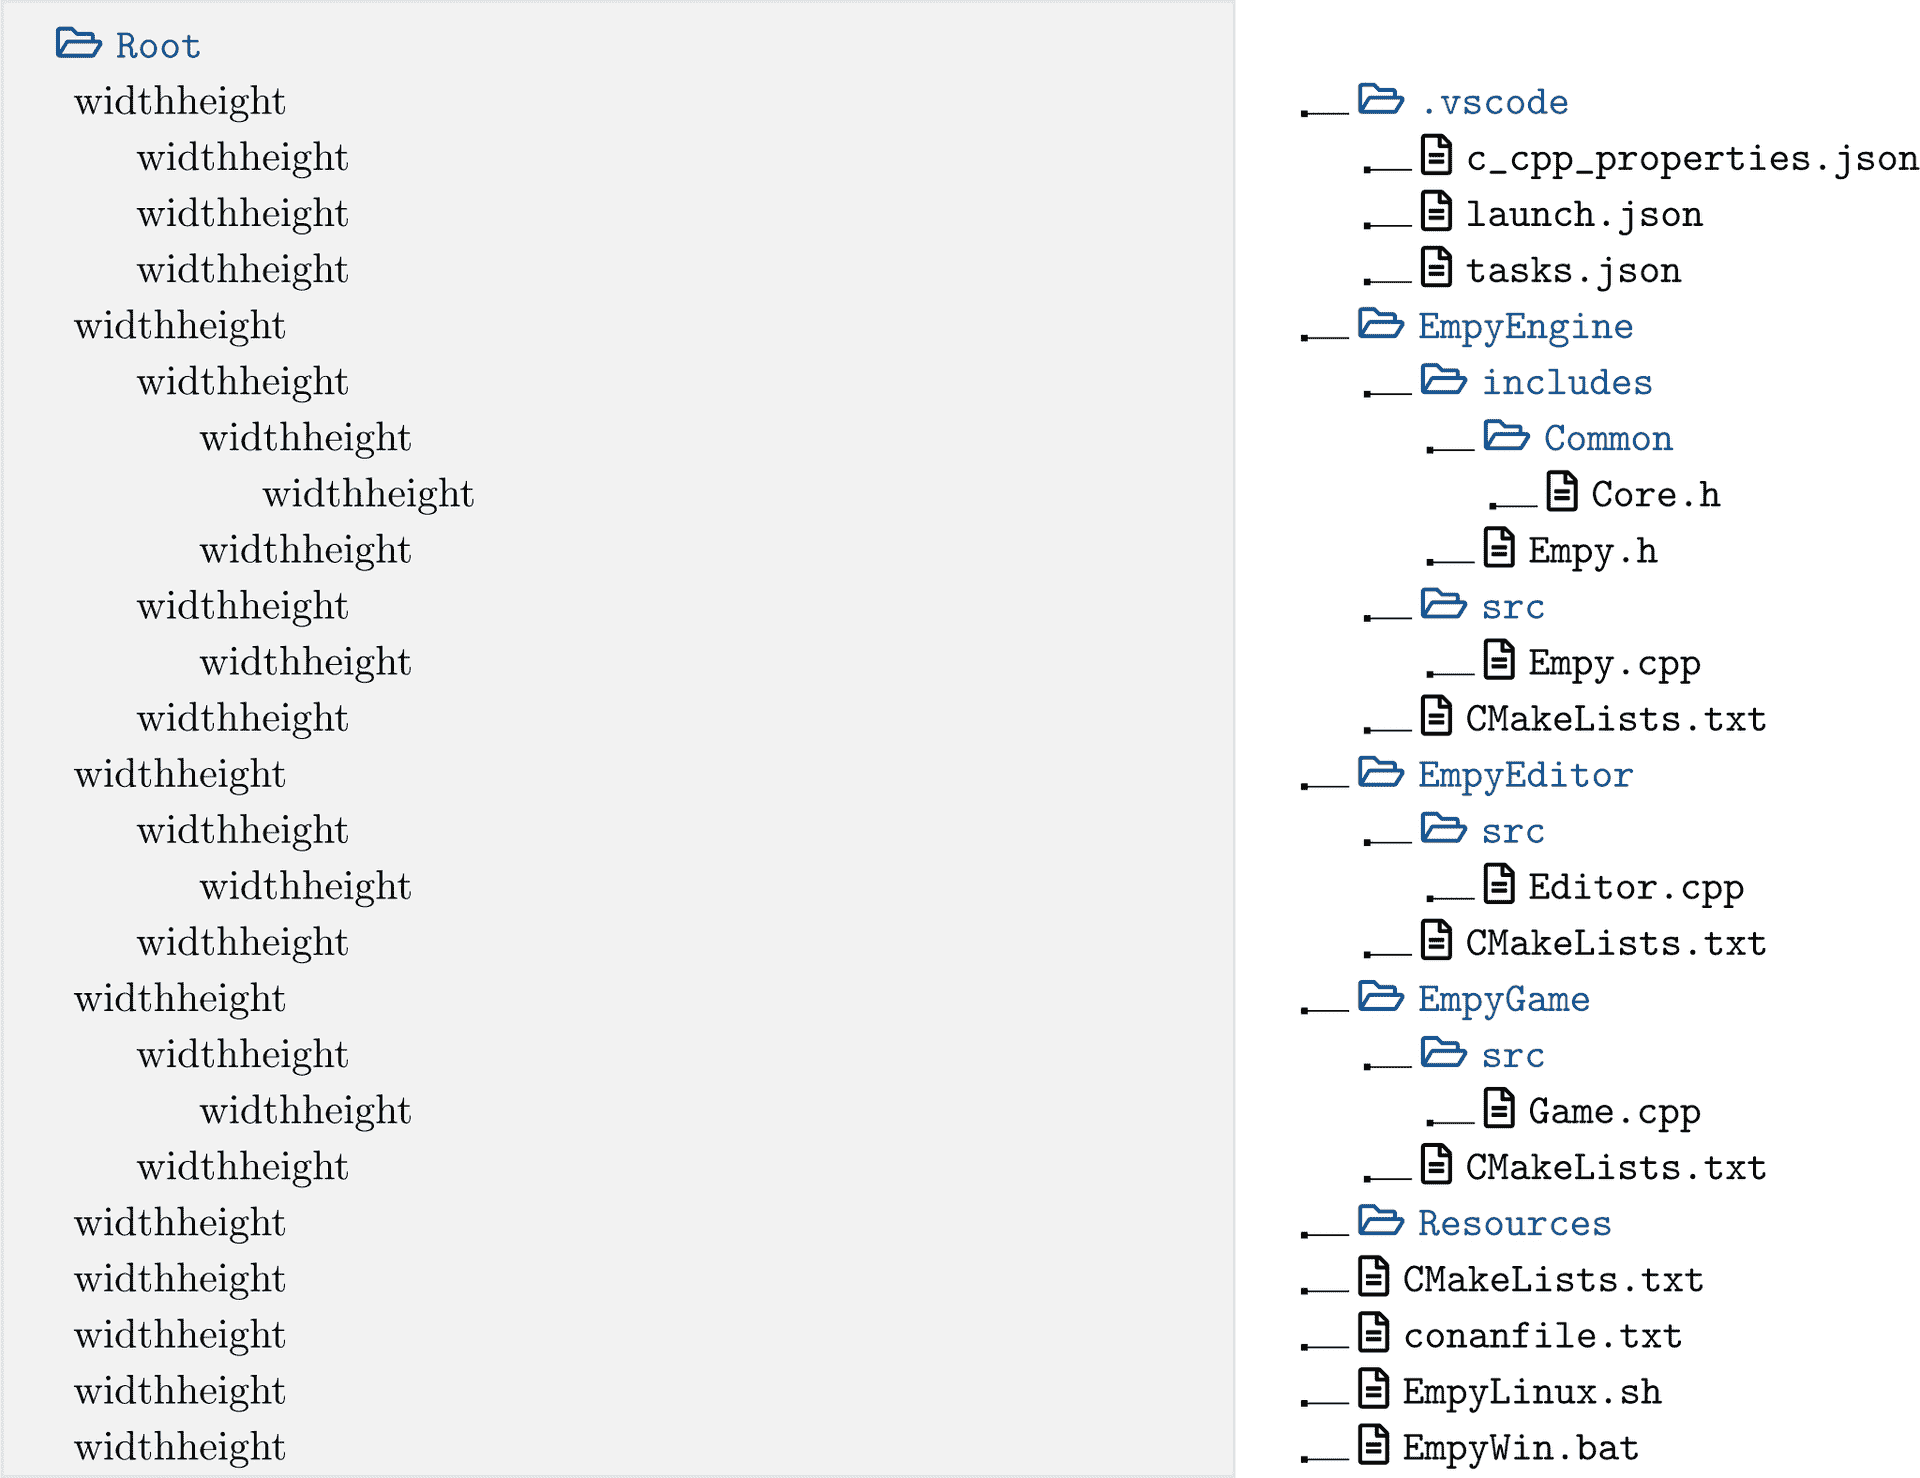 Root
widthheight .vscode
widthheight c_cpp_properties.json
widthheight launch.json
widthheight tasks.json
widthheight EmpyEngine
widthheight includes
widthheight Common
widthheight Core.h
widthheight Empy.h
widthheight src
widthheight Empy.cpp
widthheight CMakeLists.txt
widthheight EmpyEditor
widthheight src
widthheight Editor.cpp
widthheight CMakeLists.txt
widthheight EmpyGame
widthheight src
widthheight Game.cpp
widthheight CMakeLists.txt
widthheight Resources
widthheight CMakeLists.txt
widthheight conanfile.txt
widthheight EmpyLinux.sh
widthheight EmpyWin.bat